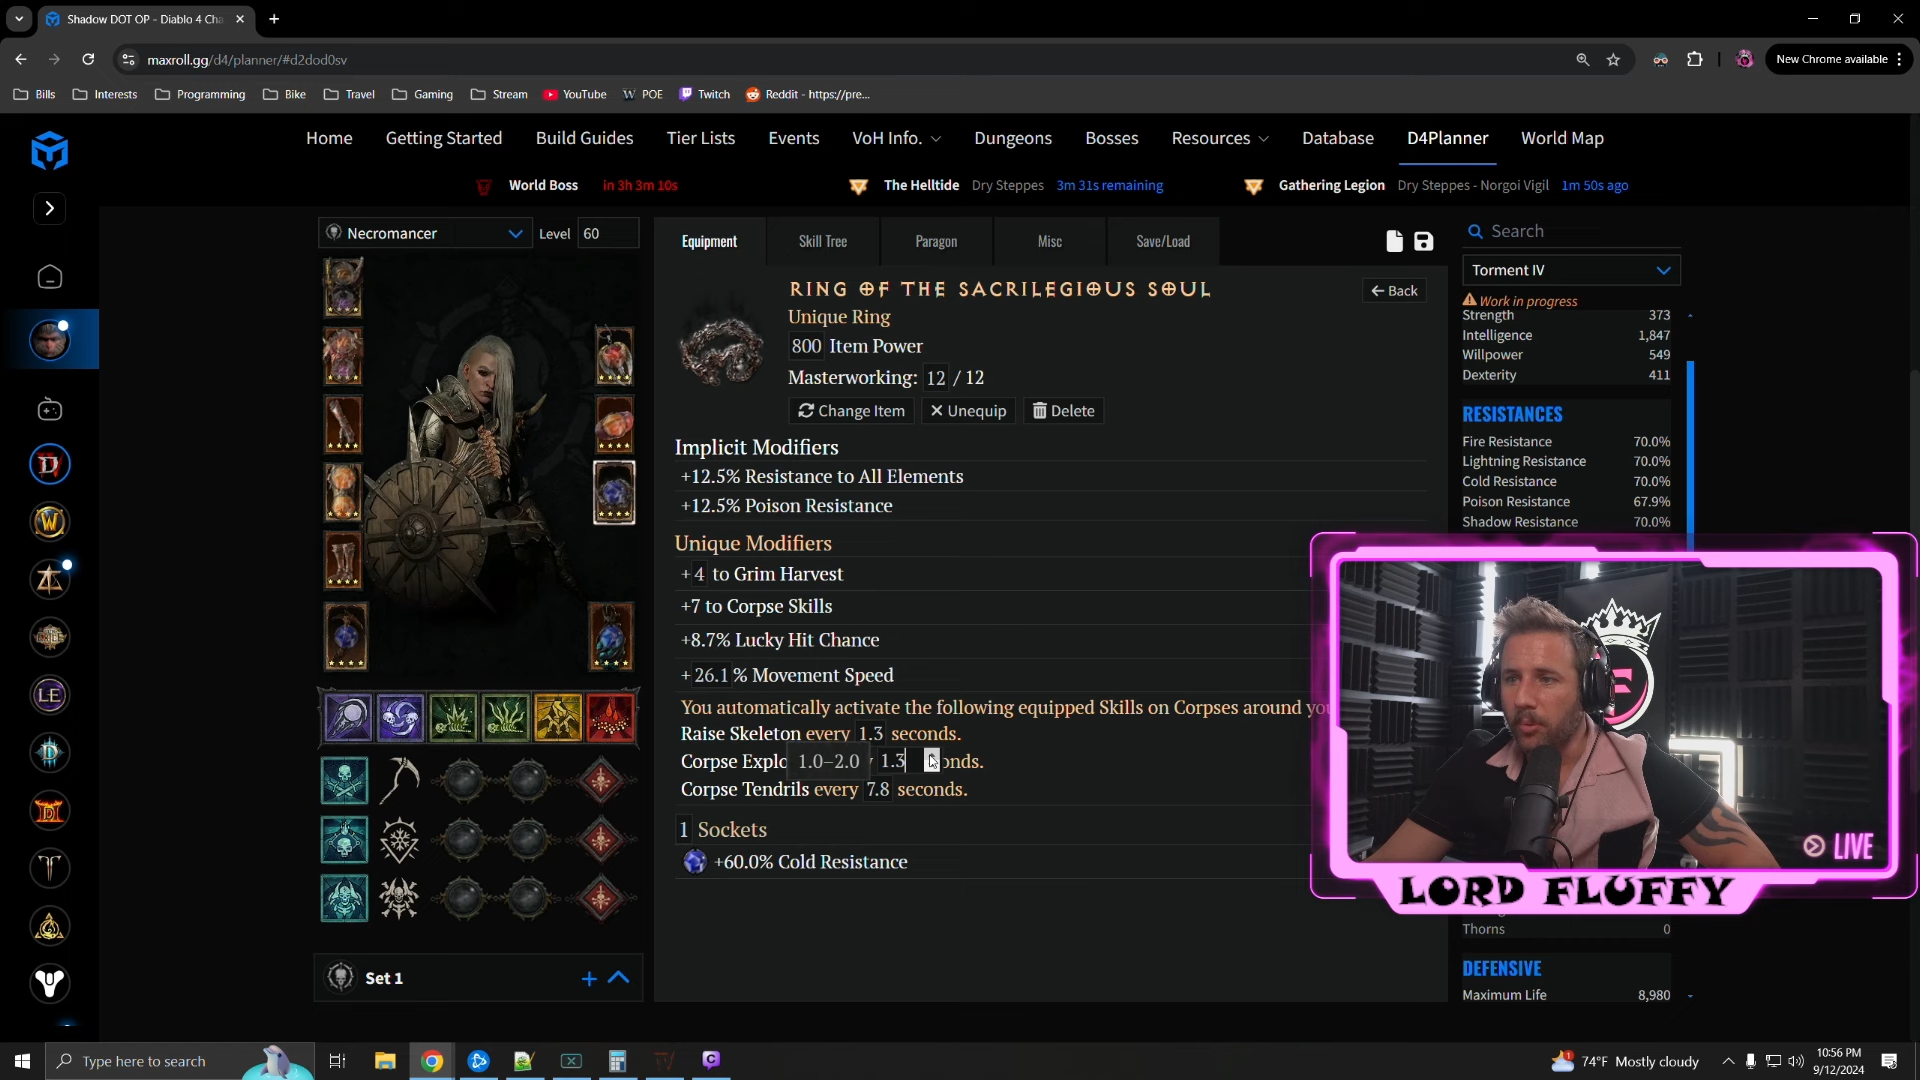 Shadow DOT OP - Diablo 4 Cha
maxroll.gg/d4/planner/#d2dod0sv
New Chrome available
Bills
Interests
Programming
Bike
Travel
Gaming
Stream
YouTube
W POE
Twitch
Reddit - https://pre...
Home
Getting Started
Build Guides
Tier Lists
Events
VoH Info.
Dungeons
Bosses
Resources
Database
D4Planner
World Map
World Boss in 3h 3m 10s
The Helltide Dry Steppes 3m 31s remaining
Gathering Legion Dry Steppes - Norgoi Vigil 1m 50s ago
Necromancer
Level 60
Equipment
Skill Tree
Paragon
Misc
Save/Load
Search
Torment IV
Work in progress
RING OF THE SACRILEGIOUS SOUL
Back
Unique Ring
800 Item Power
Masterworking: 12 / 12
Change Item
Unequip
Delete
Implicit Modifiers
+12.5% Resistance to All Elements
+12.5% Poison Resistance
Unique Modifiers
+ 4 to Grim Harvest
+7 to Corpse Skills
+8.7% Lucky Hit Chance
+ 26.1 % Movement Speed
You automatically activate the following equipped Skills on Corpses around yo
Raise Skeleton every 1.3 seconds.
Corpse Explo 1.0–2.0 1.3 onds.
Corpse Tendrils every 7.8 seconds.
1 Sockets
+60.0% Cold Resistance
Strength 373
Intelligence 1,847
Willpower 549
Dexterity 411
RESISTANCES
Fire Resistance 70.0%
Lightning Resistance 70.0%
Cold Resistance 70.0%
Poison Resistance 67.9%
Shadow Resistance 70.0%
LIVE
LORD FLUFFY
Thorns 0
DEFENSIVE
Maximum Life 8,980
Set 1
LE
Type here to search
74°F Mostly cloudy
10:56 PM
9/12/2024